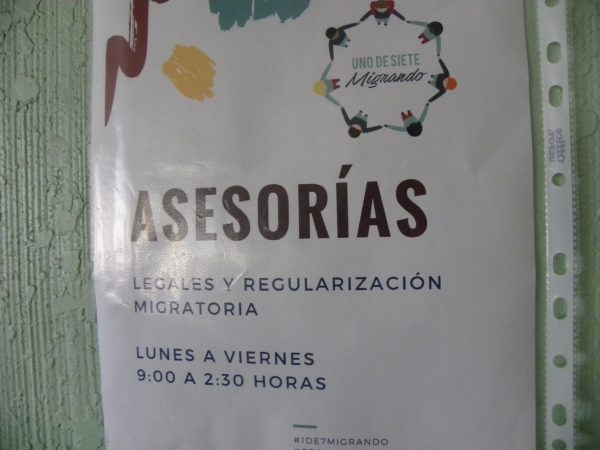 UNO DE SIETE
Migrando
ASESORÍAS
LEGALES Y REGULARIZACIÓN
MIGRATORIA
LUNES A VIERNES
9:00 A 2:30 HORAS
#1DE7MIGRANDO